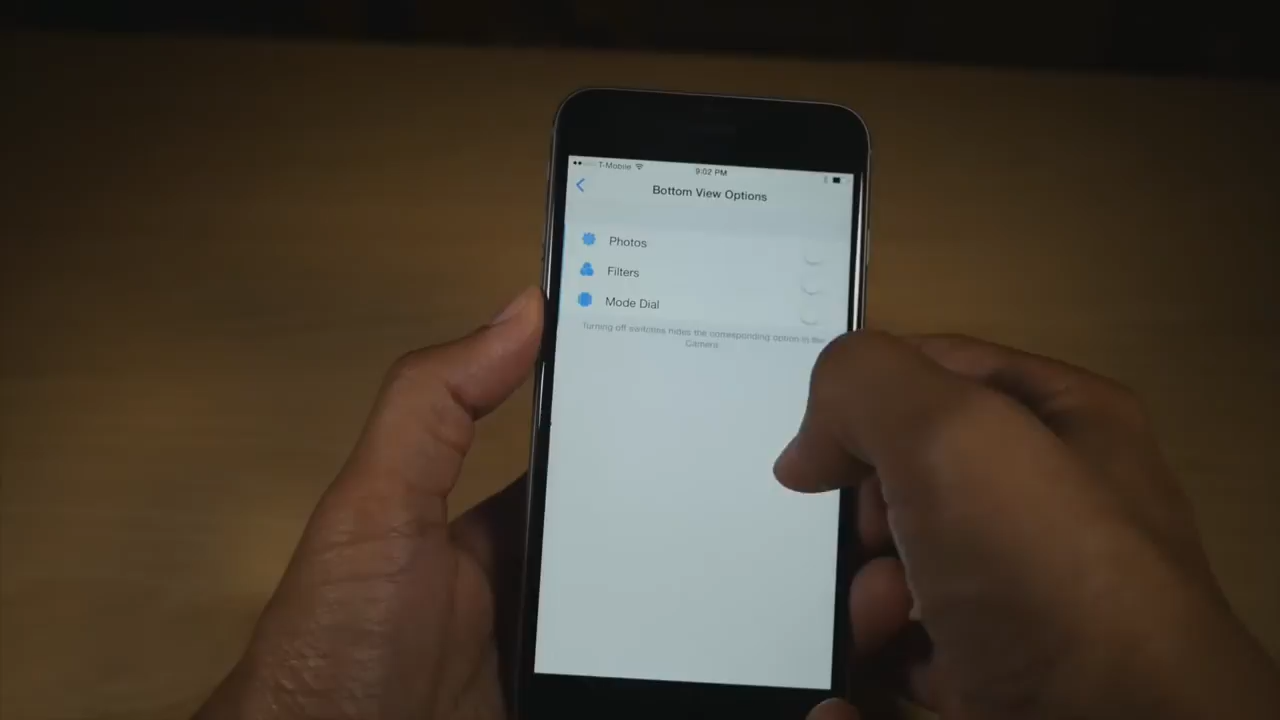 T-Mobile
9:02 PM
Bottom View Options
Photos
Filters
Mode Dial
Turning off switches hides the corresponding option in the
Camera